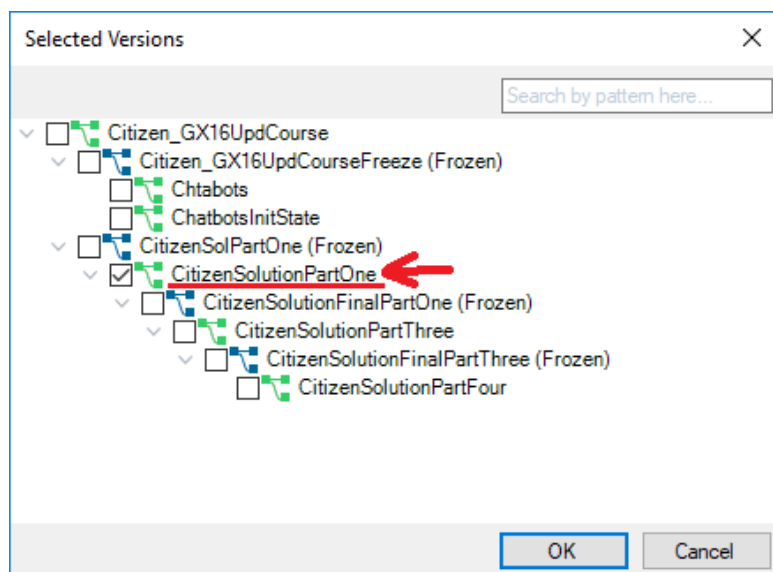 Selected Versions
Search by pattern here...
Citizen_GX16UpdCourse
Citizen_GX16UpdCourseFreeze (Frozen)
Chtabots
ChatbotsInitState
CitizenSolPartOne (Frozen)
CitizenSolutionPartOne
CitizenSolutionFinalPartOne (Frozen)
CitizenSolutionPartThree
CitizenSolutionFinalPartThree (Frozen)
CitizenSolutionPartFour
OK Cancel